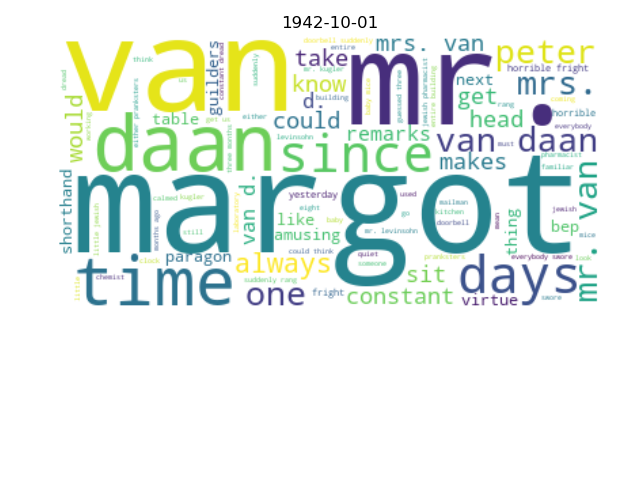 1942-10-01
van
mr.
daan
since
margot
time
days
one
always
peter
mrs.
mrs. van
take
know
get
head
d.
could
remarks
van daan
makes
table
would
guilders
next
shorthand
van d.
like
amusing
yesterday
sit
constant
virtue
thing
bep
mr. van
paragon
horrible fright
doorbell suddenly
entire
think
us
constant dread
suddenly
mr. kugler
building
baby mice
guessed three
jewish pharmacist
entire building
rang
coming
horrible
everybody
dread
working
either pranksters
get us
three months
either
levinsohn
must
pharmacist
familiar
little jewish
months ago
calmed
kugler
still
laboratory
eight
baby
used
go
mailman
kitchen
doorbell
mr. levinsohn
mean
jewish
mice
quiet
someone
could think
pranksters
everybody smore
look
little
chemist
clock
suddenly rang
fright
smore